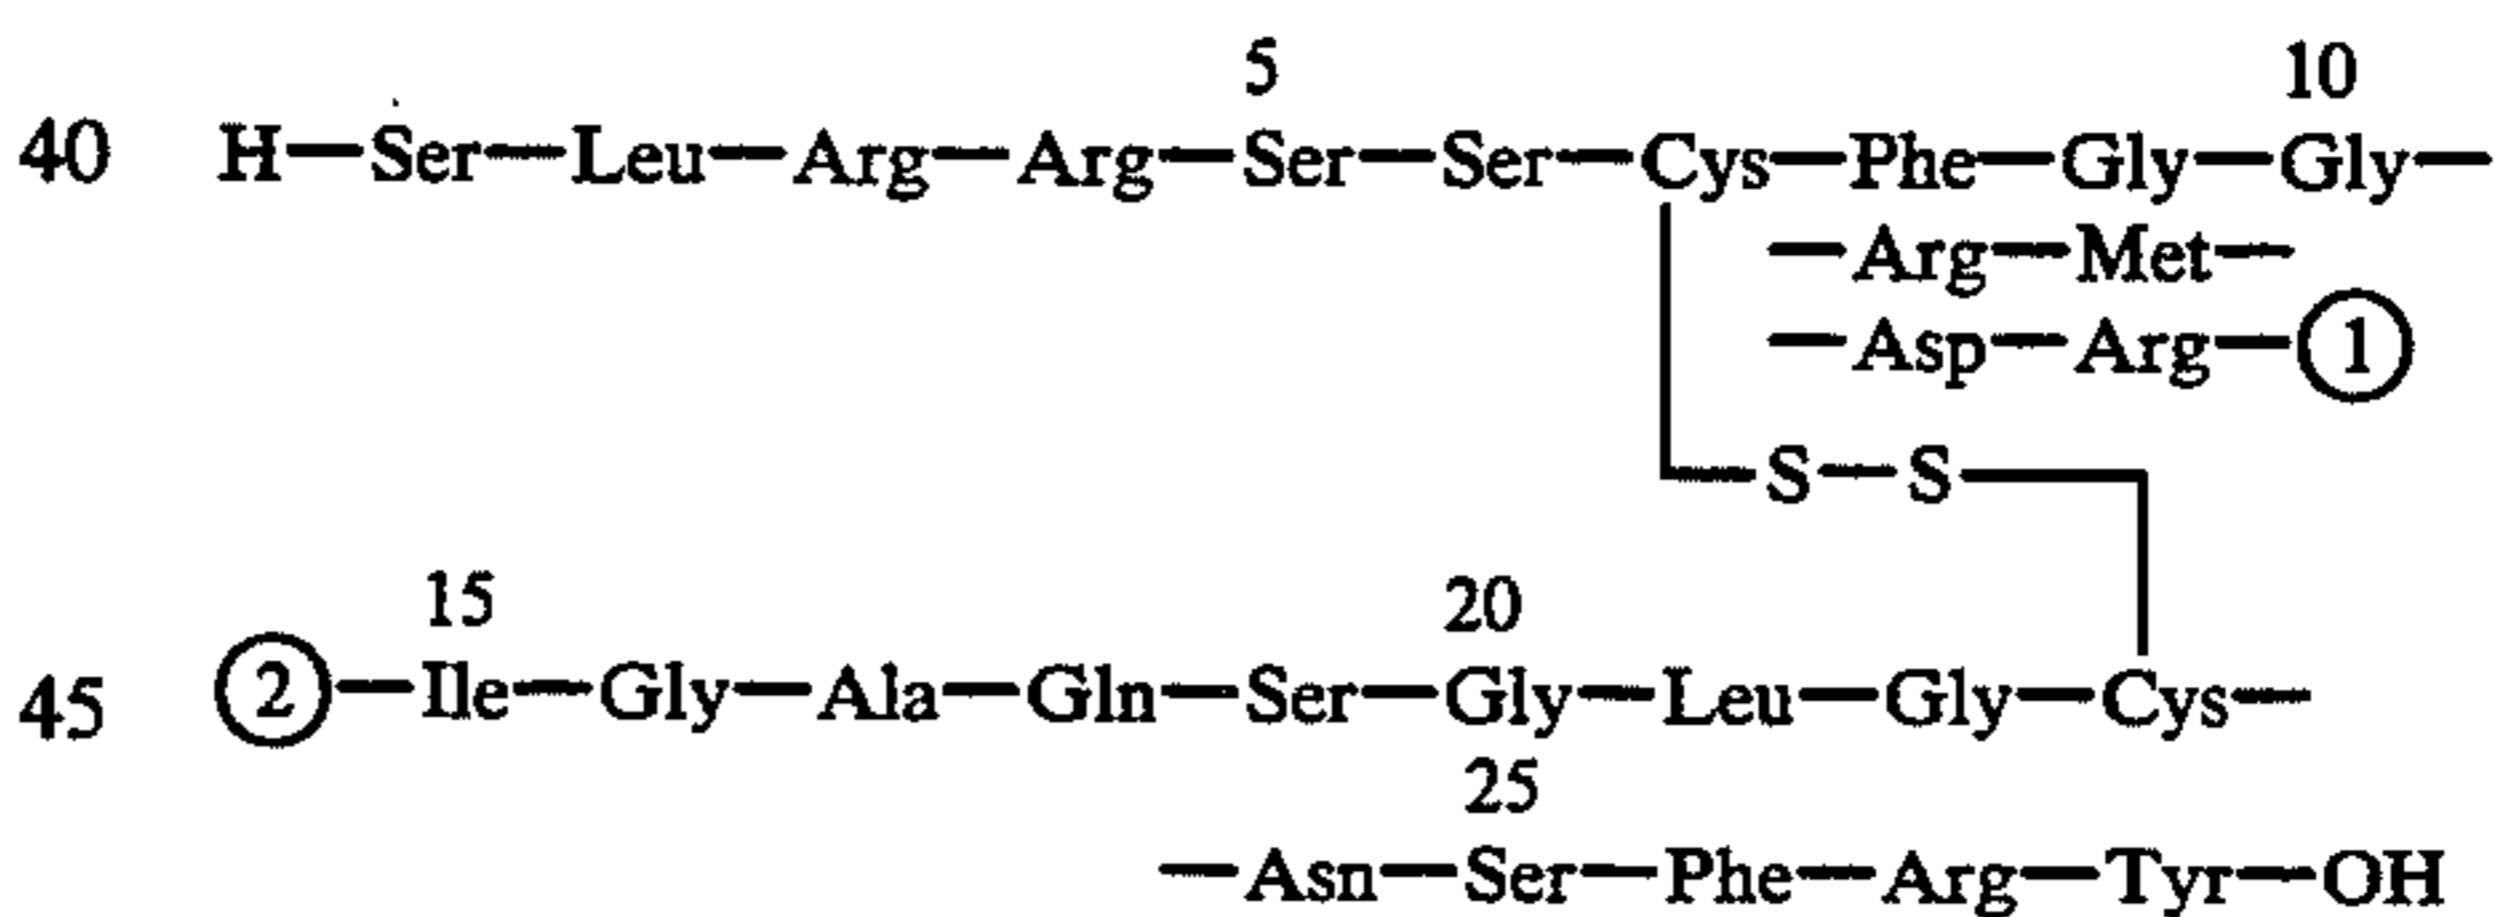 5 10
40 H—Ser—Leu—Arg—Arg—Ser—Ser—Cys—Phe—Gly—Gly—
—Arg—Met—
—Asp—Arg—①
S—S
15 20
45 ②—Ile—Gly—Ala—Gln—Ser—Gly—Leu—Gly—Cys—
25
—Asn—Ser—Phe—Arg—Tyr—OH